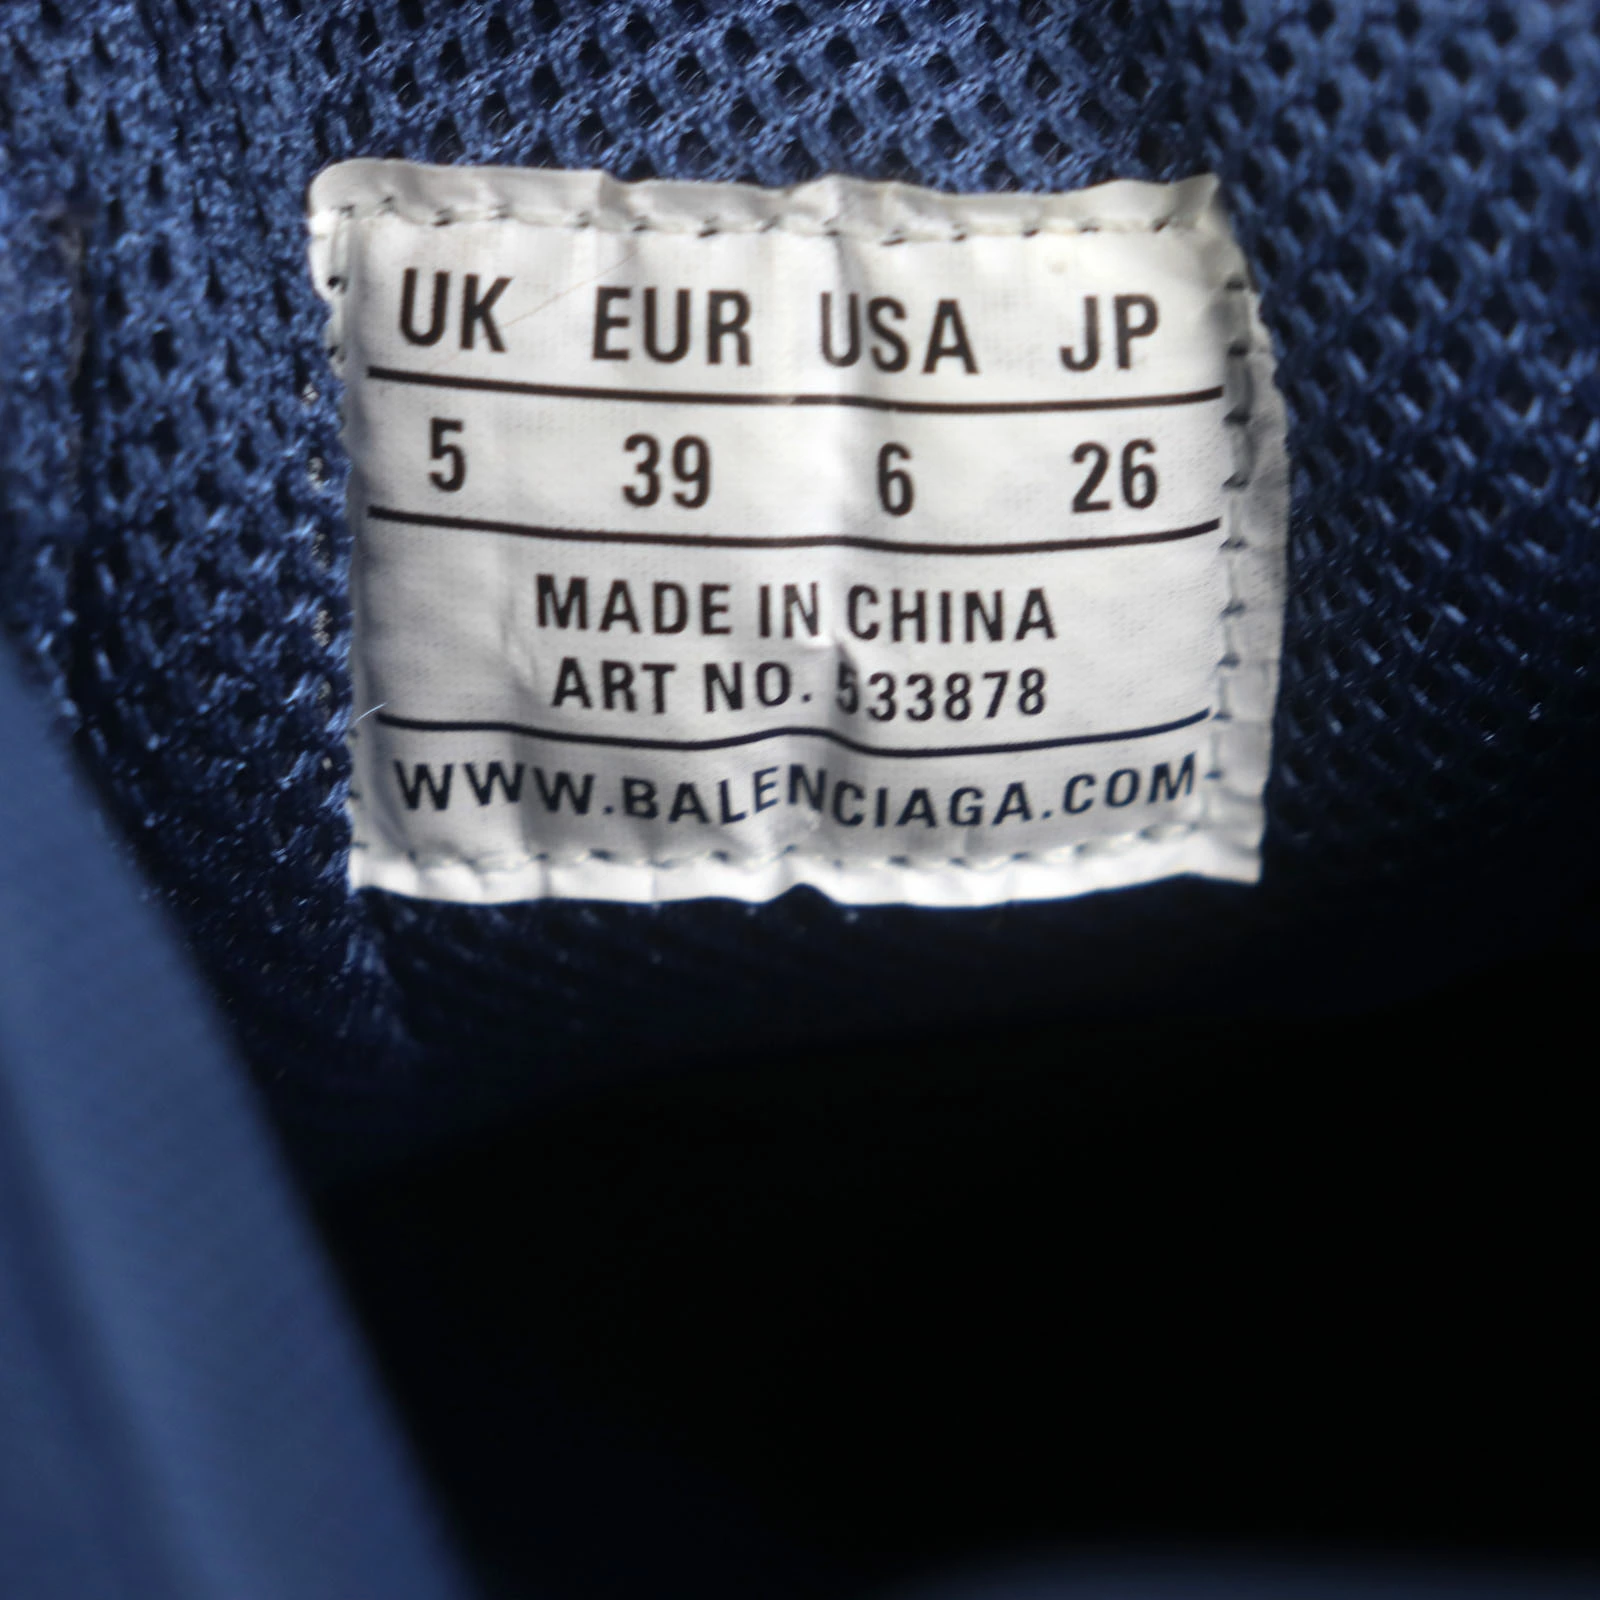 UK EUR USA JP
5 39 6 26
MADE IN CHINA
ART NO. 533878
WWW.BALENCIAGA.COM